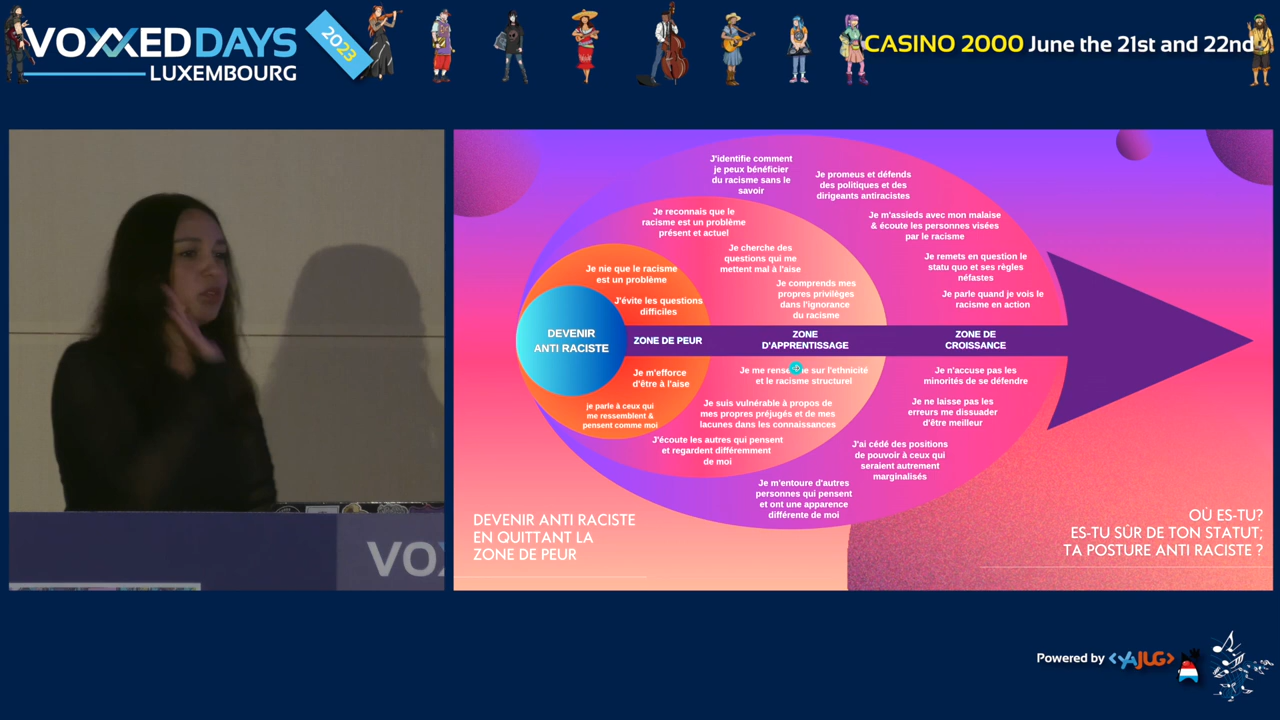 VOXXEDDAYS
LUXEMBOURG
2023
CASINO 2000 June the 21st and 22nd
J'identifie comment
je peux bénéficier
du racisme sans le
savoir
Je promeus et défends
des politiques et des
dirigeants antiracistes
Je reconnais que le
racisme est un problème
présent et actuel
Je m'assieds avec mon malaise
& écoute les personnes visées
par le racisme
Je cherche des
questions qui me
mettent mal à l'aise
Je remets en question le
statu quo et ses règles
néfastes
Je nie que le racisme
est un problème
Je comprends mes
propres privilèges
dans l'ignorance
du racisme
J'évite les questions
difficiles
Je parle quand je vois le
racisme en action
DEVENIR
ANTI RACISTE
ZONE DE PEUR
ZONE
D'APPRENTISSAGE
ZONE DE
CROISSANCE
Je m'efforce
d'être à l'aise
Je me sur l'ethnicité
et le racisme structurel
Je n'accuse pas les
minorités de se défendre
je parle à ceux qui
me ressemblent &
pensent comme moi
Je suis vulnérable à propos de
mes propres préjugés et de mes
lacunes dans les connaissances
Je ne laisse pas les
erreurs me dissuader
d'être meilleur
J'écoute les autres qui pensent
et regardent différemment
de moi
J'ai cédé des positions
de pouvoir à ceux qui
seraient autrement
marginalisés
Je m'entoure d'autres
personnes qui pensent
et ont une apparence
différente de moi
DEVENIR ANTI RACISTE
EN QUITTANT LA
ZONE DE PEUR
OÙ ES-TU?
ES-TU SÛR DE TON STATUT;
TA POSTURE ANTI RACISTE ?
VOX
Powered by <YAJUG>